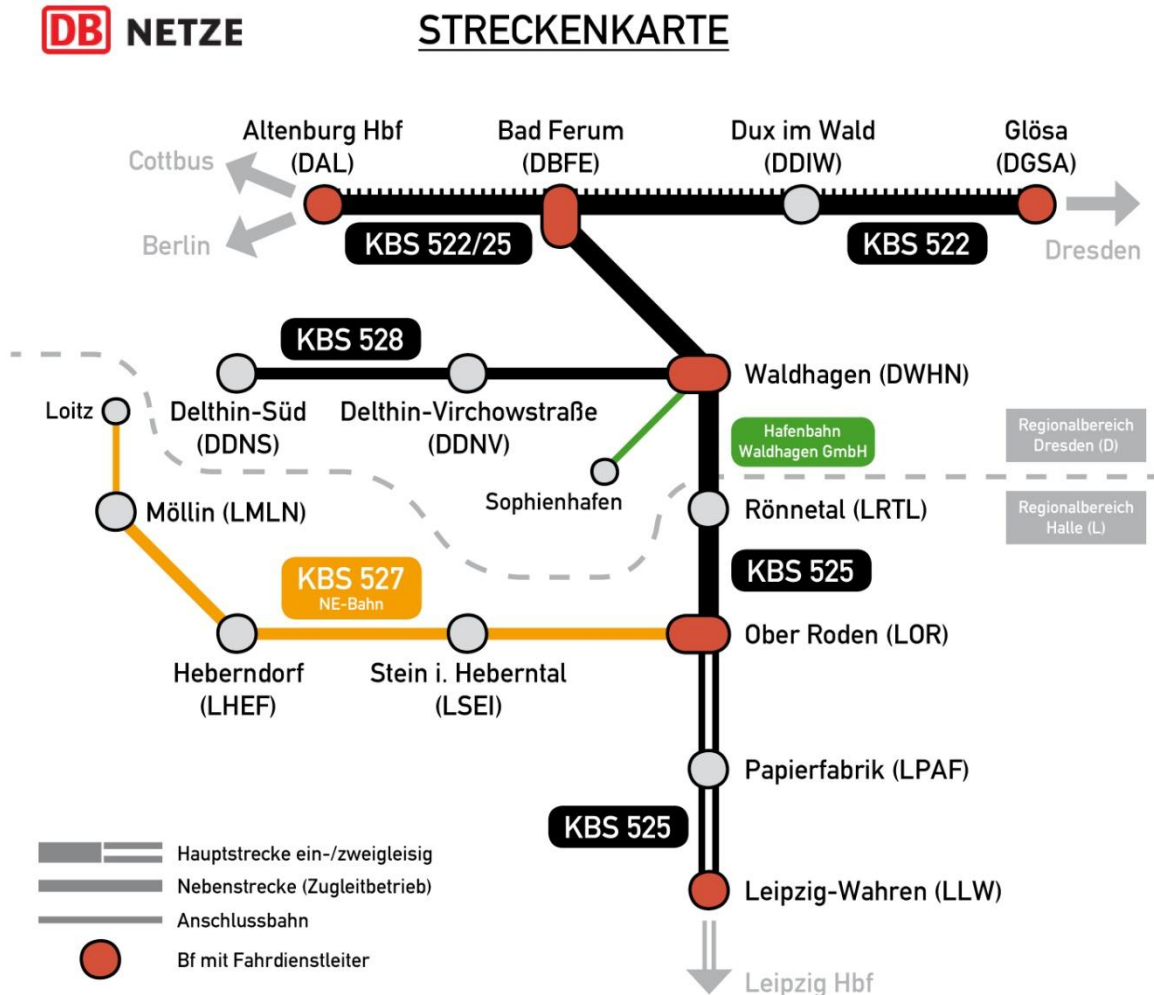 DB NETZE
STRECKENKARTE
Altenburg Hbf
(DAL)
Bad Ferum
(DBFE)
Dux im Wald
(DDIW)
Glösa
(DGSA)
Cottbus
Berlin
KBS 522/25
KBS 522
Dresden
KBS 528
Waldhagen (DWHN)
Loitz
Delthin-Süd
(DDNS)
Delthin-Virchowstraße
(DDNV)
Hafenbahn
Waldhagen GmbH
Regionalbereich
Dresden (D)
Sophienhafen
Möllin (LMLN)
Rönnetal (LRTL)
Regionalbereich
Halle (L)
KBS 527
NE-Bahn
KBS 525
Ober Roden (LOR)
Heberndorf
(LHEF)
Stein i. Heberntal
(LSEI)
Papierfabrik (LPAF)
KBS 525
Hauptstrecke ein-/zweigleisig
Nebenstrecke (Zugleitbetrieb)
Anschlussbahn
Bf mit Fahrdienstleiter
Leipzig-Wahren (LLW)
Leipzig Hbf